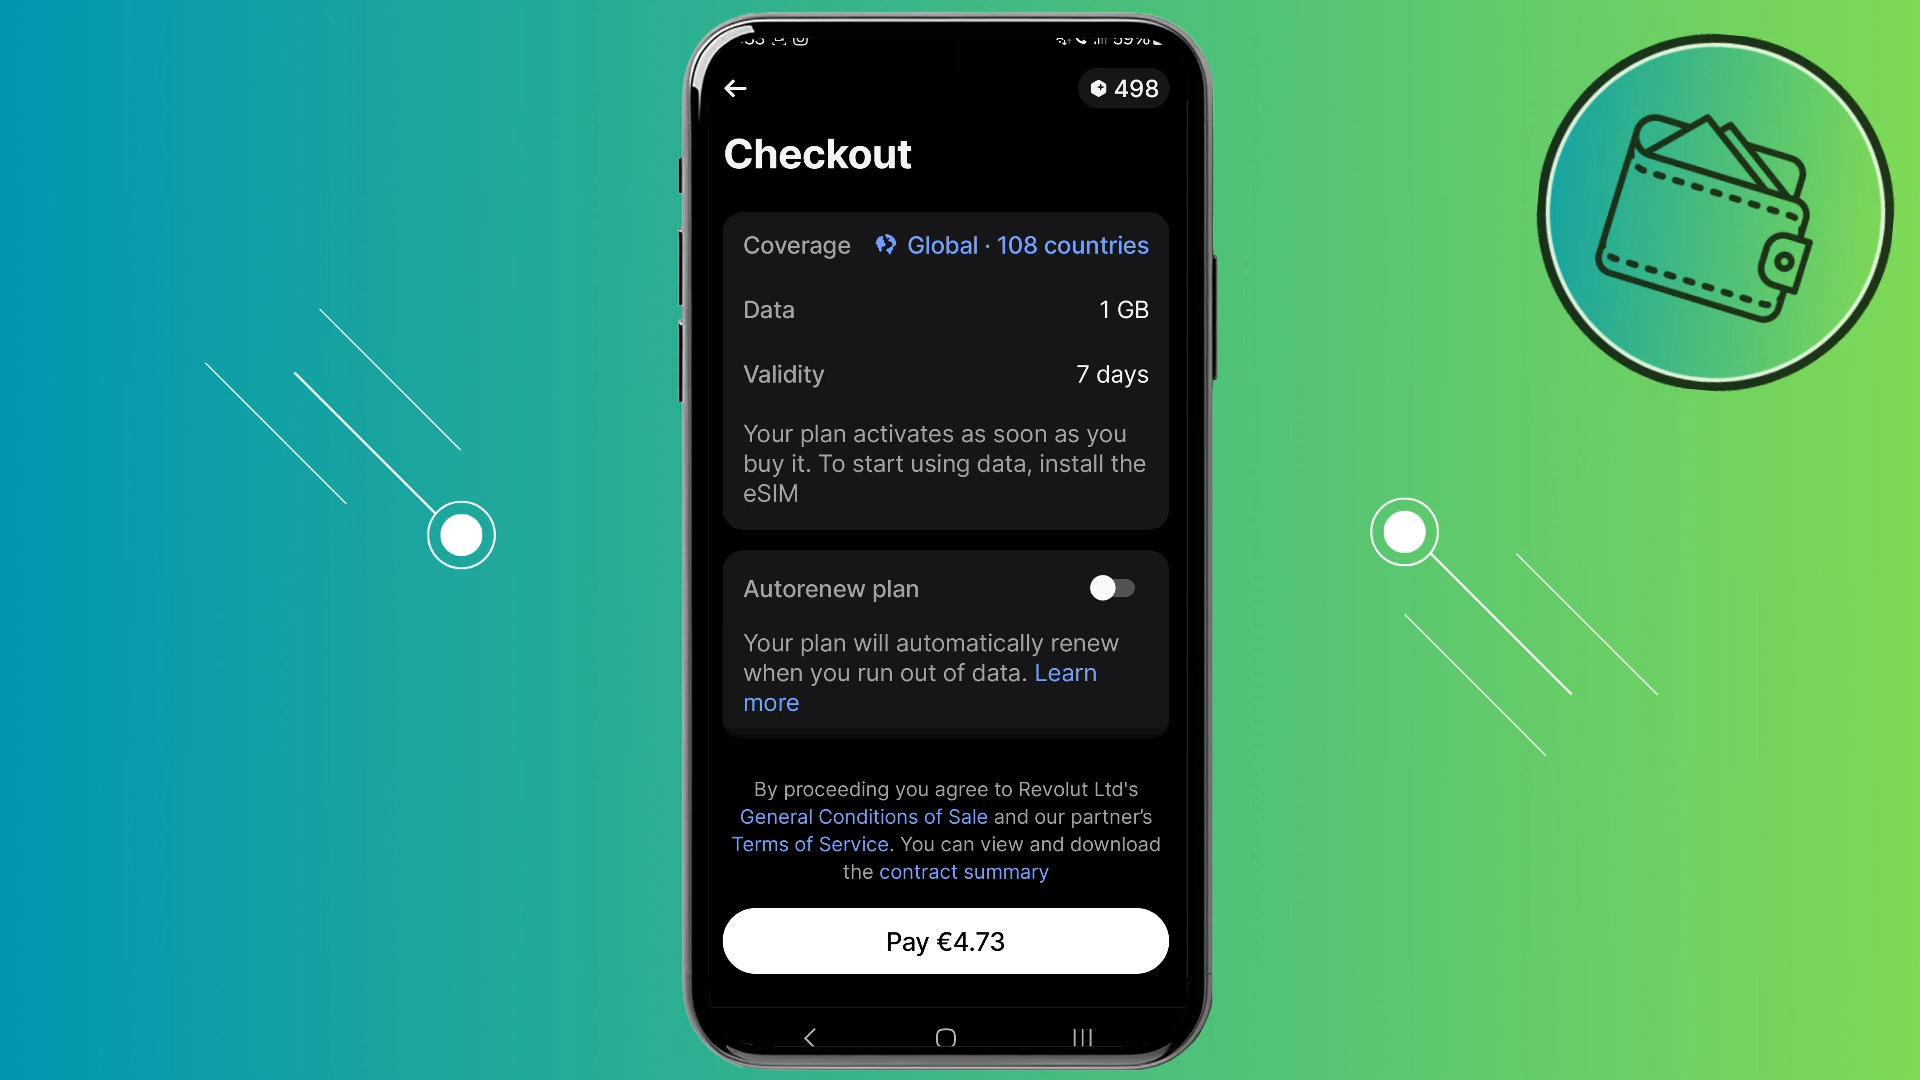 59%
498
Checkout
Coverage Global · 108 countries
Data 1 GB
Validity 7 days
Your plan activates as soon as you
buy it. To start using data, install the
eSIM
Autorenew plan
Your plan will automatically renew
when you run out of data. Learn
more
By proceeding you agree to Revolut Ltd's
General Conditions of Sale and our partner's
Terms of Service. You can view and download
the contract summary
Pay €4.73